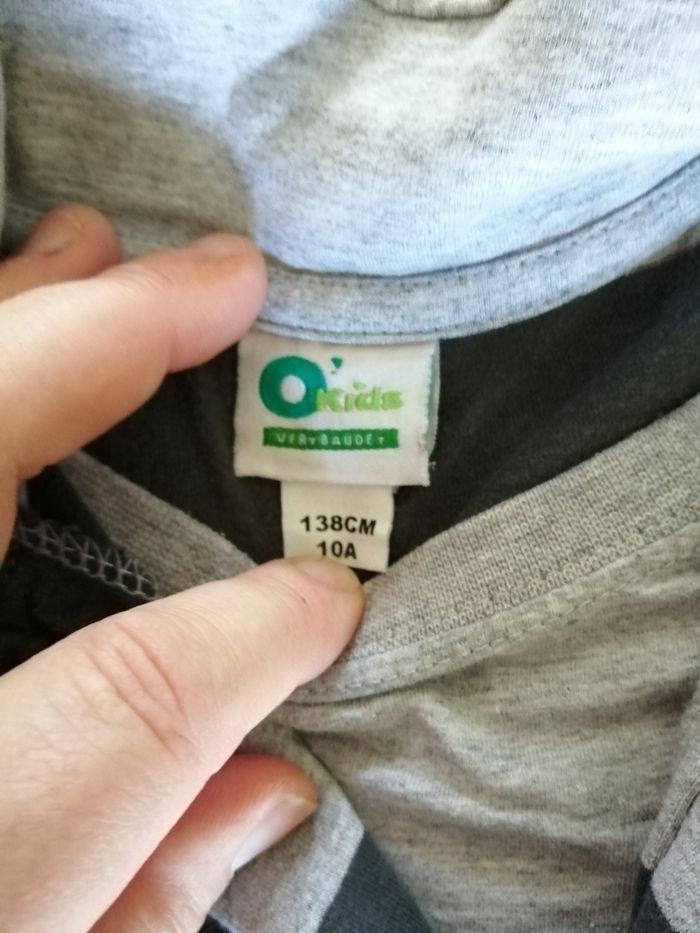 O'Kids
VERTBAUDET
138CM
10A